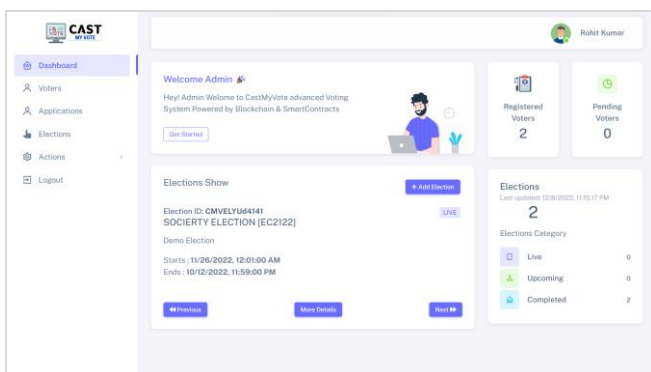 VOTE
CAST
MY VOTE
Rohit Kumar
Dashboard
Voters
Applications
Elections
Actions
Logout
Welcome Admin
Hey! Admin Welome to CastMyVote advanced Voting
System Powered by Blockchain & SmartContracts
Get Started
Registered
Voters
2
Pending
Voters
0
Elections Show
+ Add Election
Election ID: CMVELYUd4141
LIVE
SOCIERTY ELECTION [EC2122]
Demo Election
Starts : 11/26/2022, 12:01:00 AM
Ends : 10/12/2022, 11:59:00 PM
Previous
More Details
Next
Elections
Last updated: 12/8/2022, 11:15:17 PM
2
Elections Category
Live 0
Upcoming 0
Completed 2